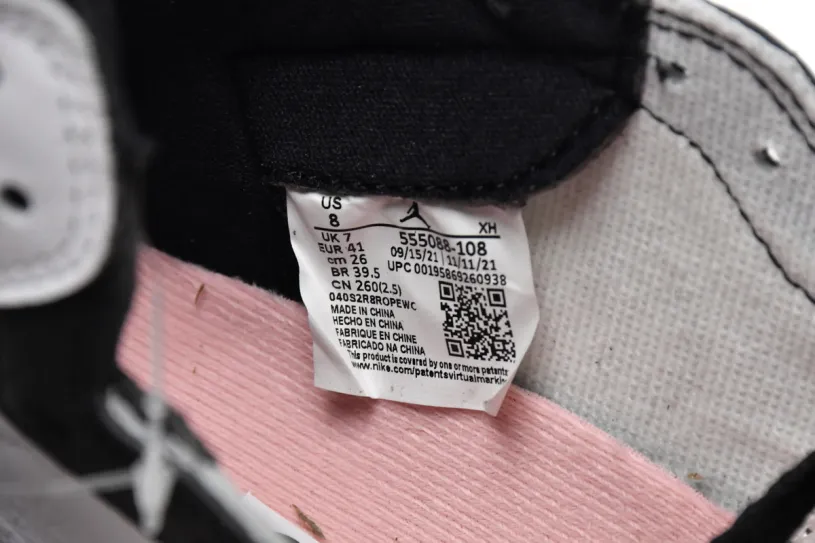 US
8
XH
UK 7
555088-108
EUR 41
09/15/21 11/11/21
cm 26
UPC 00195869260938
BR 39.5
CN 260(2.5)
040S2R8ROPEWC
MADE IN CHINA
HECHO EN CHINA
FABRIQUE EN CHINE
FABRICADO NA CHINA
This product is covered by one or more patents
www.nike.com/patentsvirtualmarki